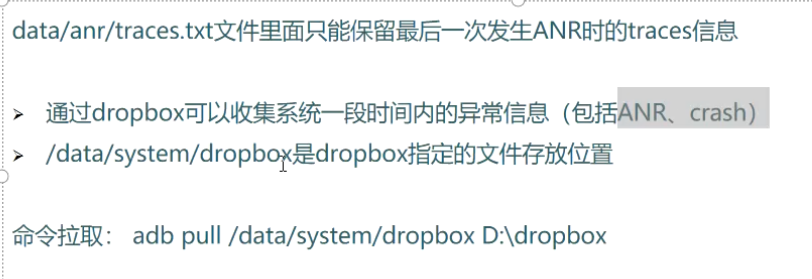 data/anr/traces.txt文件里面只能保留最后一次发生ANR时的traces信息
➢ 通过dropbox可以收集系统一段时间内的异常信息（包括ANR、crash）
➢ /data/system/dropbox是dropbox指定的文件存放位置
命令拉取： adb pull /data/system/dropbox D:\dropbox